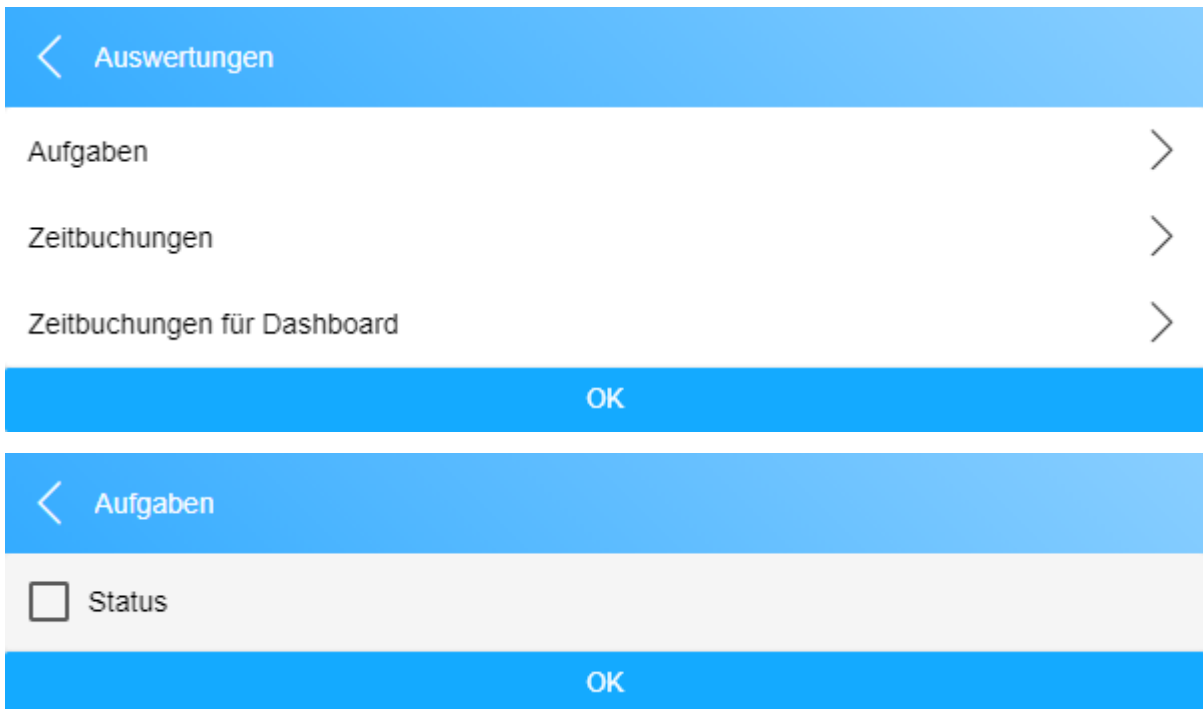 Auswertungen
Aufgaben
Zeitbuchungen
Zeitbuchungen für Dashboard
OK
Aufgaben
Status
OK